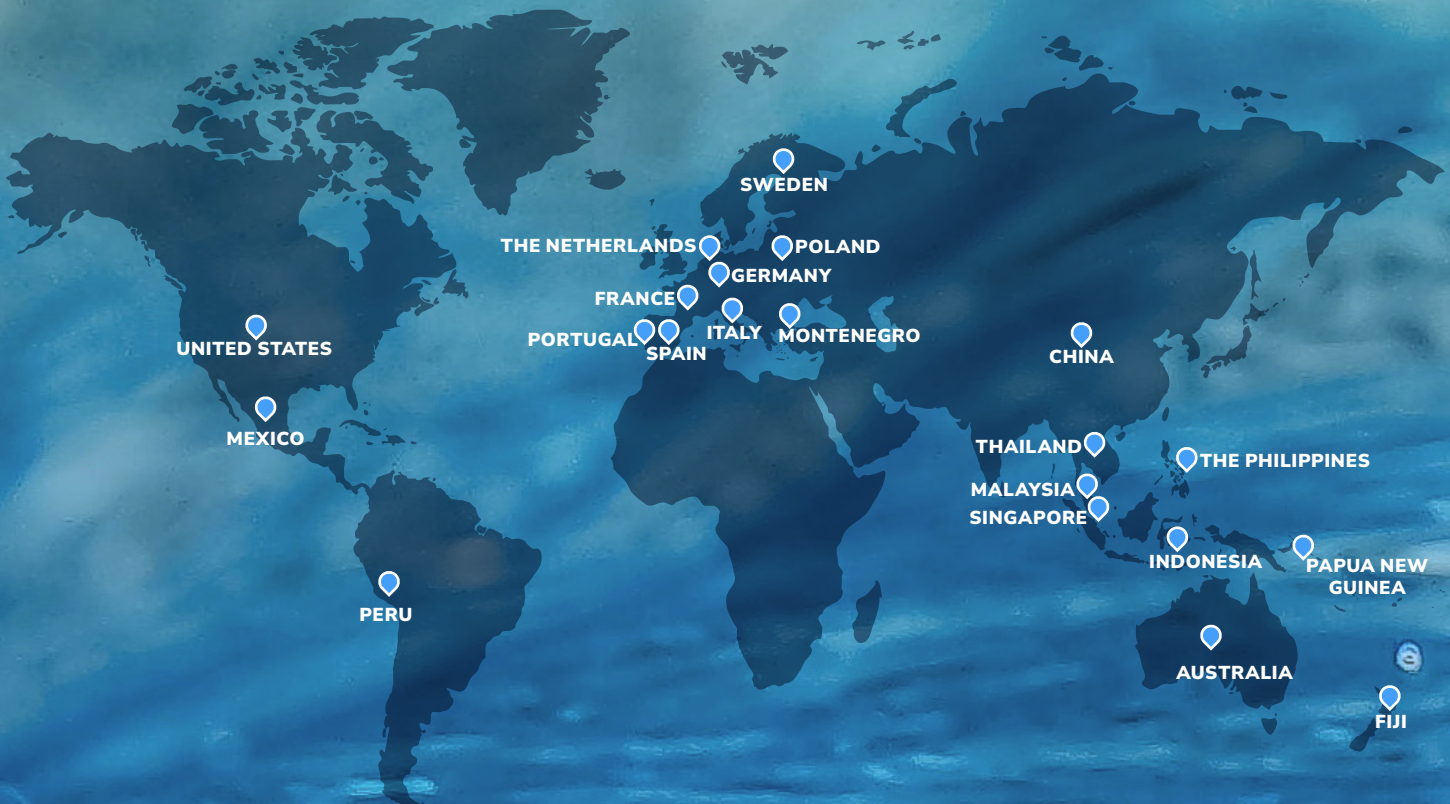 SWEDEN
THE NETHERLANDS
POLAND
GERMANY
FRANCE
ITALY
MONTENEGRO
PORTUGAL
SPAIN
UNITED STATES
CHINA
MEXICO
THAILAND
THE PHILIPPINES
MALAYSIA
SINGAPORE
INDONESIA
PAPUA NEW
GUINEA
PERU
AUSTRALIA
FIJI